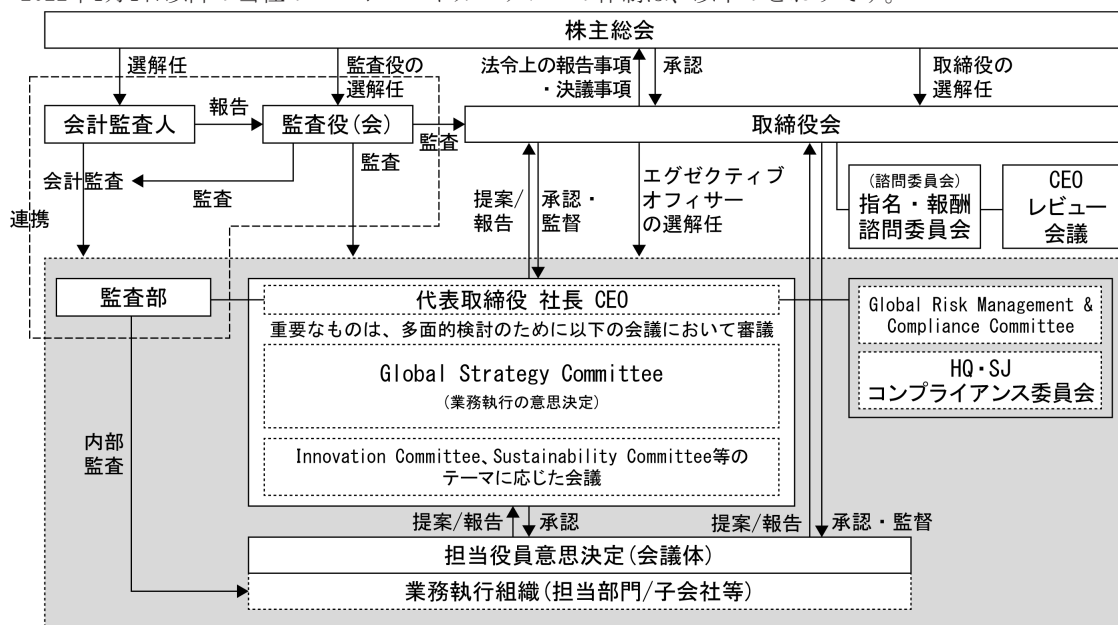 株主総会
選解任
監査役の
選解任
法令上の報告事項
・決議事項
承認
取締役の
選解任
会計監査人
報告
監査役(会)
監査
取締役会
会計監査
監査
監査
連携
提案/
報告
承認・
監督
エグゼクティブ
オフィサー
の選解任
(諮問委員会)
指名・報酬
諮問委員会
CEO
レビュー
会議
監査部
代表取締役 社長 CEO
重要なものは、多面的検討のために以下の会議において審議
Global Strategy Committee
(業務執行の意思決定)
Innovation Committee、Sustainability Committee等の
テーマに応じた会議
Global Risk Management &
Compliance Committee
HQ・SJ
コンプライアンス委員会
内部
監査
提案/報告
承認
提案/報告
承認・監督
担当役員意思決定(会議体)
業務執行組織(担当部門/子会社等)